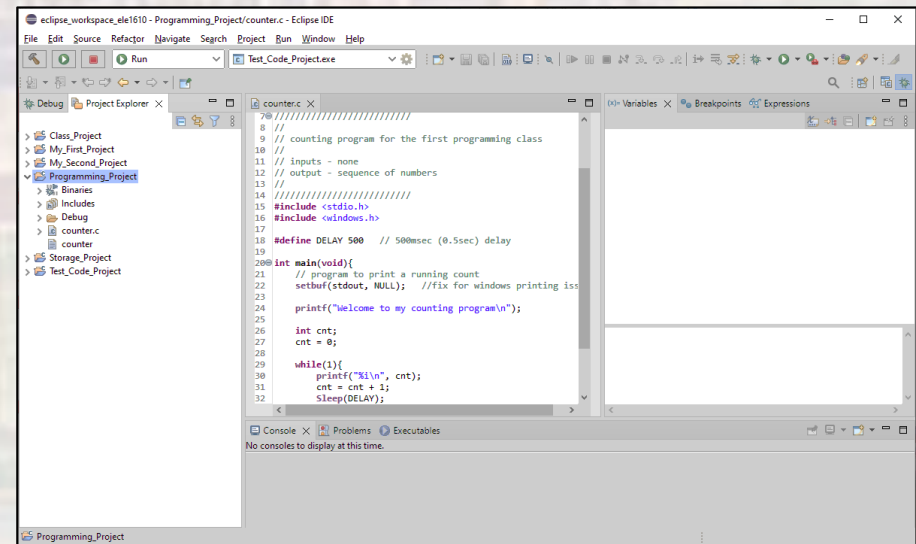 eclipse_workspace_ele1610 - Programming_Project/counter.c - Eclipse IDE
File Edit Source Refactor Navigate Search Project Run Window Help
Run
Test_Code_Project.exe
Debug Project Explorer
Class_Project
My_First_Project
My_Second_Project
Programming_Project
Binaries
Includes
Debug
counter.c
counter
Storage_Project
Test_Code_Project
counter.c
7 ///////////////////////////
8 //
9 // counting program for the first programming class
10 //
11 // inputs - none
12 // output - sequence of numbers
13 //
14 ///////////////////////////
15 #include <stdio.h>
16 #include <windows.h>
17
18 #define DELAY 500 // 500msec (0.5sec) delay
19
20 int main(void){
21 // program to print a running count
22 setbuf(stdout, NULL); //fix for windows printing iss
23
24 printf("Welcome to my counting program\n");
25
26 int cnt;
27 cnt = 0;
28
29 while(1){
30 printf("%i\n", cnt);
31 cnt = cnt + 1;
32 Sleep(DELAY);
(x)= Variables Breakpoints Expressions
Console Problems Executables
No consoles to display at this time.
Programming_Project